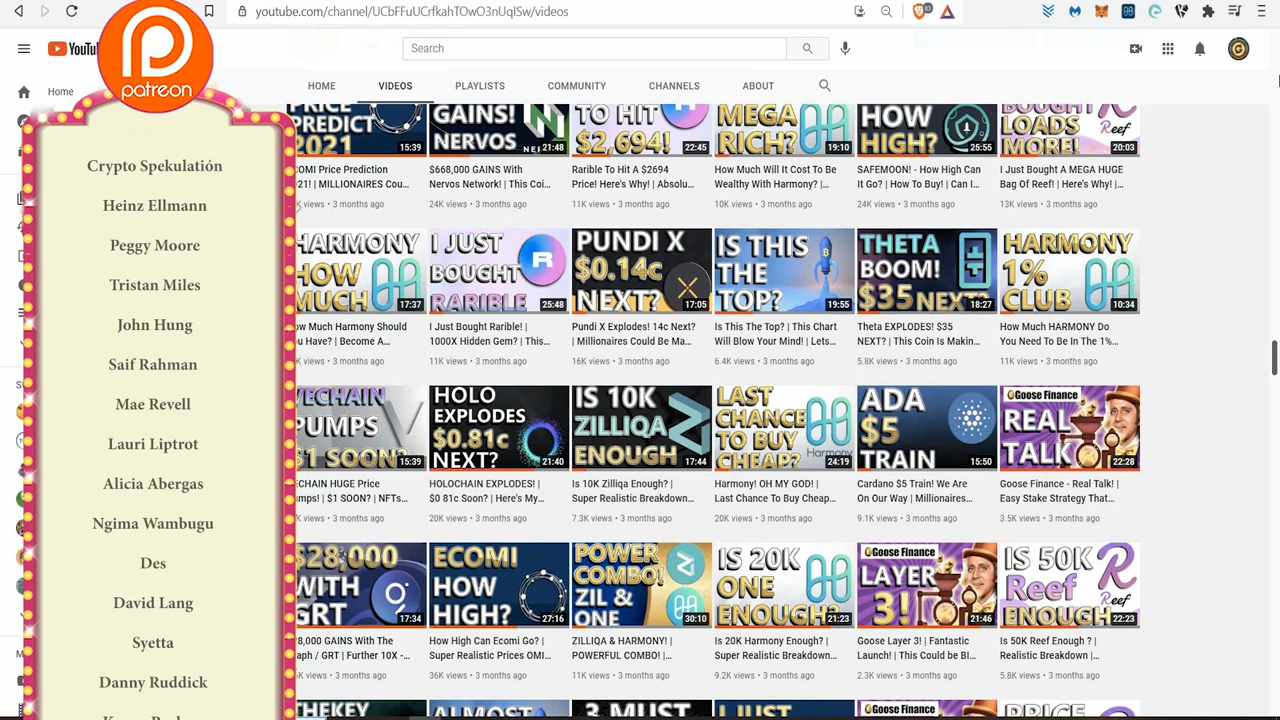 youtube.com/channel/UCbFFuUCrfkahTOwO3nUqISw/videos
83
YouTu
Search
patreon
Home
HOME
VIDEOS
PLAYLISTS
COMMUNITY
CHANNELS
ABOUT
Crypto Spekulatión
Heinz Ellmann
Peggy Moore
Tristan Miles
John Hung
Saif Rahman
Mae Revell
Lauri Liptrot
Alicia Abergas
Ngima Wambugu
Des
David Lang
Syetta
Danny Ruddick
PRICE
PREDICT
2021
15:39
GAINS!
NERVOS
21:48
TO HIT
$2,694!
22:45
MEGA
RICH?
19:10
HOW
HIGH?
25:55
BOUGHT
LOADS
MORE!
Reef
20:03
COMI Price Prediction
21! | MILLIONAIRES Cou...
views • 3 months ago
$668,000 GAINS With
Nervos Network! | This Coi...
24K views • 3 months ago
Rarible To Hit A $2694
Price! Here's Why! | Absolu...
11K views • 3 months ago
How Much Will It Cost To Be
Wealthy With Harmony? |...
10K views • 3 months ago
SAFEMOON - How High Can
It Go? | How To Buy! | Can I...
24K views • 3 months ago
I Just Bought A MEGA HUGE
Bag Of Reef! | Here's Why! |...
13K views • 3 months ago
HARMONY
HOW
MUCH
17:37
I JUST
BOUGHT
RARIBLE
25:48
PUNDI X
$0.14c
NEXT?
17:05
IS THIS
THE
TOP?
19:55
THETA
BOOM!
$35 NEXT?
18:27
HARMONY
1%
CLUB
10:34
ow Much Harmony Should
u Have? | Become A...
K views • 3 months ago
I Just Bought Rarible! |
1000X Hidden Gem? | This...
11K views • 3 months ago
Pundi X Explodes! 14c Next?
| Millionaires Could Be Ma...
16K views • 3 months ago
Is This The Top? | This Chart
Will Blow Your Mind! | Lets...
6.4K views • 3 months ago
Theta EXPLODES! $35
NEXT? | This Coin Is Makin...
5.8K views • 3 months ago
How Much HARMONY Do
You Need To Be In The 1%...
11K views • 3 months ago
VECHAIN
PUMPS
$1 SOON?
15:39
HOLO
EXPLODES
$0.81c
NEXT?
21:40
IS 10K
ZILLIQA
ENOUGH
17:44
LAST
CHANCE
TO BUY
CHEAP?
Harmony
24:19
ADA
$5
TRAIN
15:50
Goose Finance
REAL
TALK
22:28
ECHAIN HUGE Price
mps! | $1 SOON? | NFTs...
K views • 3 months ago
HOLOCHAIN EXPLODES! |
$0 81c Soon? | Here's My...
20K views • 3 months ago
Is 10K Zilliqa Enough? |
Super Realistic Breakdown...
7.3K views • 3 months ago
Harmony! OH MY GOD! |
Last Chance To Buy Cheap...
20K views • 3 months ago
Cardano $5 Train! We Are
On Our Way | Millionaires...
9.1K views • 3 months ago
Goose Finance - Real Talk! |
Easy Stake Strategy That...
3.5K views • 3 months ago
$28,000
WITH
GRT
17:34
ECOMI
HOW
HIGH?
27:16
POWER
COMBO!
ZIL &
ONE
30:10
IS 20K
ONE
ENOUGH?
21:23
Goose Finance
LAYER
3!
21:46
IS 50K
Reef
ENOUGH
Reef
22:23
8,000 GAINS With The
aph / GRT | Further 10X -...
5K views • 3 months ago
How High Can Ecomi Go? |
Super Realistic Prices OMI...
36K views • 3 months ago
ZILLIQA & HARMONY! |
POWERFUL COMBO! |...
11K views • 3 months ago
Is 20K Harmony Enough? |
Super Realistic Breakdown...
9.2K views • 3 months ago
Goose Layer 3! | Fantastic
Launch! | This Could be BI...
2.3K views • 3 months ago
Is 50K Reef Enough ? |
Realistic Breakdown |...
5.8K views • 3 months ago
THEKEY
ALMOST
3 MUST
I JUST
Goose Finance
PRICE